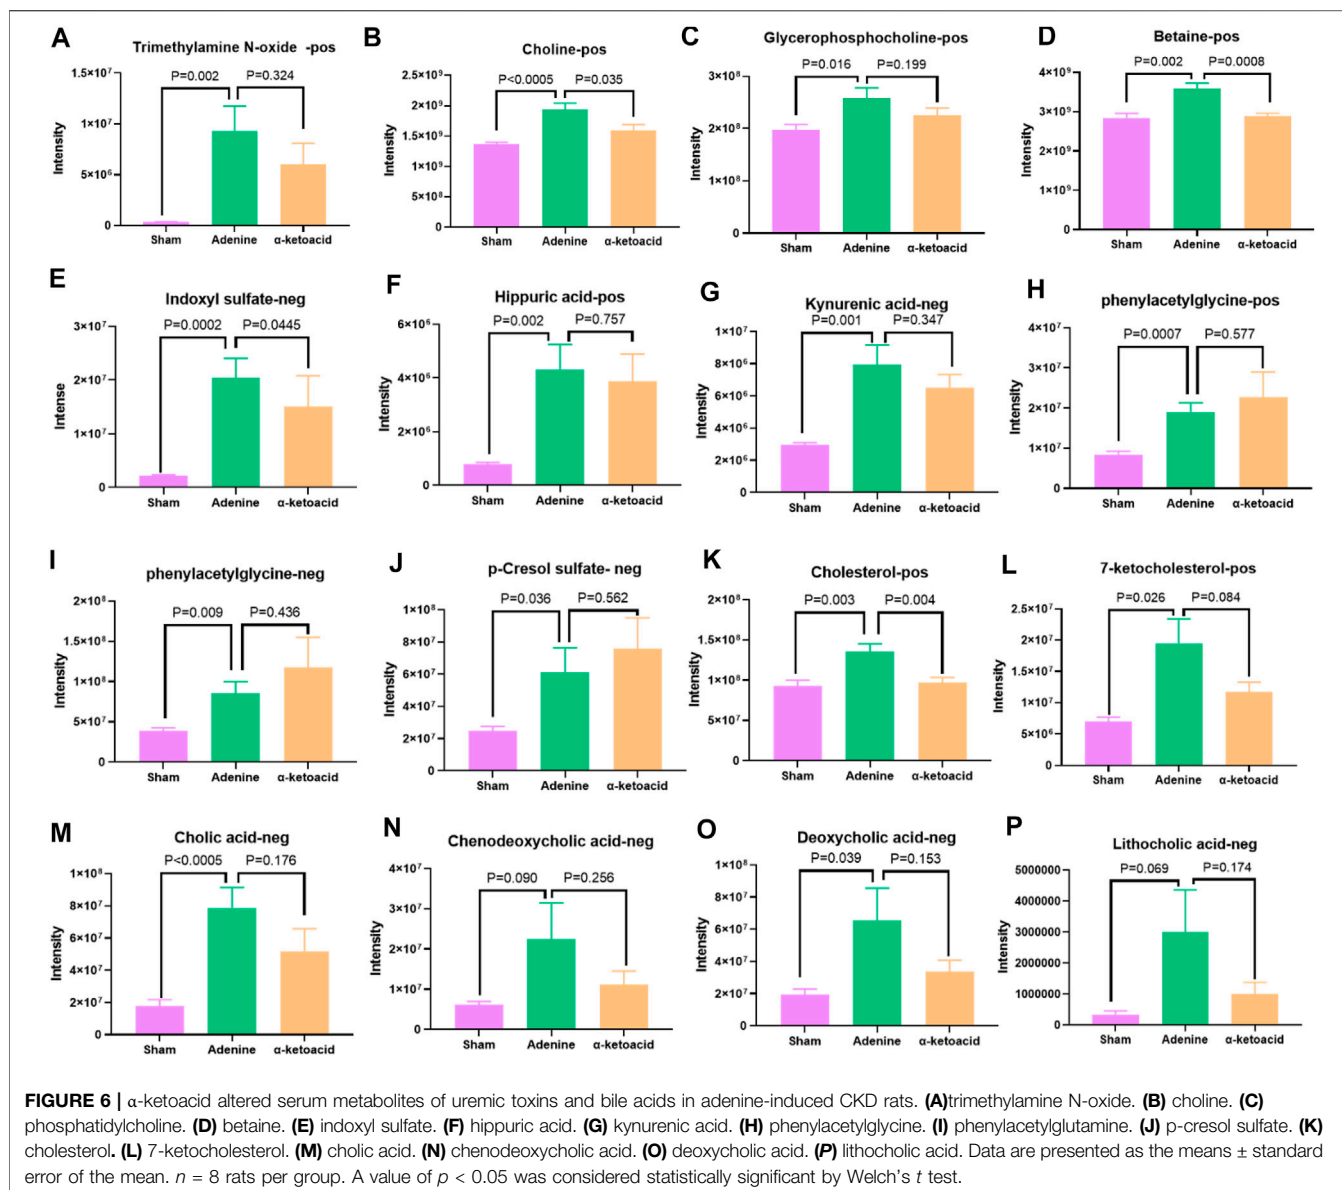 A
Trimethylamine N-oxide -pos
P=0.002 P=0.324
1.5×10⁷
1×10⁷
5×10⁶
0
Intensity
Sham Adenine α-ketoacid
B
Choline-pos
P<0.0005 P=0.035
2.5×10⁹
2×10⁹
1.5×10⁹
1×10⁹
5×10⁸
0
Intensity
Sham Adenine α-ketoacid
C
Glycerophosphocholine-pos
P=0.016 P=0.199
3×10⁸
2×10⁸
1×10⁸
0
Intensity
Sham Adenine α-ketoacid
D
Betaine-pos
P=0.002 P=0.0008
4×10⁹
3×10⁹
2×10⁹
1×10⁹
0
Intensity
Sham Adenine α-ketoacid
E
Indoxyl sulfate-neg
P=0.0002 P=0.0445
3×10⁷
2×10⁷
1×10⁷
0
Intense
Sham Adenine α-ketoacid
F
Hippuric acid-pos
P=0.002 P=0.757
6×10⁶
4×10⁶
2×10⁶
0
Intensity
Sham Adenine α-ketoacid
G
Kynurenic acid-neg
P=0.001 P=0.347
1×10⁷
8×10⁶
6×10⁶
4×10⁶
2×10⁶
0
Intensity
Sham Adenine α-ketoacid
H
phenylacetylglycine-pos
P=0.0007 P=0.577
4×10⁷
3×10⁷
2×10⁷
1×10⁷
0
Intensity
Sham Adenine α-ketoacid
I
phenylacetylglycine-neg
P=0.009 P=0.436
2×10⁸
1.5×10⁸
1×10⁸
5×10⁷
0
Intensity
Sham Adenine α-ketoacid
J
p-Cresol sulfate- neg
P=0.036 P=0.562
1×10⁸
8×10⁷
6×10⁷
4×10⁷
2×10⁷
0
Intensity
Sham Adenine α-ketoacid
K
Cholesterol-pos
P=0.003 P=0.004
2×10⁸
1.5×10⁸
1×10⁸
5×10⁷
0
Intensity
Sham Adenine α-ketoacid
L
7-ketocholesterol-pos
P=0.026 P=0.084
2.5×10⁷
2×10⁷
1.5×10⁷
1×10⁷
5×10⁶
0
Intensity
Sham Adenine α-ketoacid
M
Cholic acid-neg
P<0.0005 P=0.176
1×10⁸
8×10⁷
6×10⁷
4×10⁷
2×10⁷
0
Intensity
Sham Adenine α-ketoacid
N
Chenodeoxycholic acid-neg
P=0.090 P=0.256
4×10⁷
3×10⁷
2×10⁷
1×10⁷
0
Intensity
Sham Adenine α-ketoacid
O
Deoxycholic acid-neg
P=0.039 P=0.153
1×10⁸
8×10⁷
6×10⁷
4×10⁷
2×10⁷
0
Intensity
Sham Adenine α-ketoacid
P
Lithocholic acid-neg
P=0.069 P=0.174
5000000
4000000
3000000
2000000
1000000
0
Intensity
Sham Adenine α-ketoacid
FIGURE 6 | α-ketoacid altered serum metabolites of uremic toxins and bile acids in adenine-induced CKD rats. (A)trimethylamine N-oxide. (B) choline. (C)
phosphatidylcholine. (D) betaine. (E) indoxyl sulfate. (F) hippuric acid. (G) kynurenic acid. (H) phenylacetylglycine. (I) phenylacetylglutamine. (J) p-cresol sulfate. (K)
cholesterol. (L) 7-ketocholesterol. (M) cholic acid. (N) chenodeoxycholic acid. (O) deoxycholic acid. (P) lithocholic acid. Data are presented as the means ± standard
error of the mean. n = 8 rats per group. A value of p < 0.05 was considered statistically significant by Welch's t test.